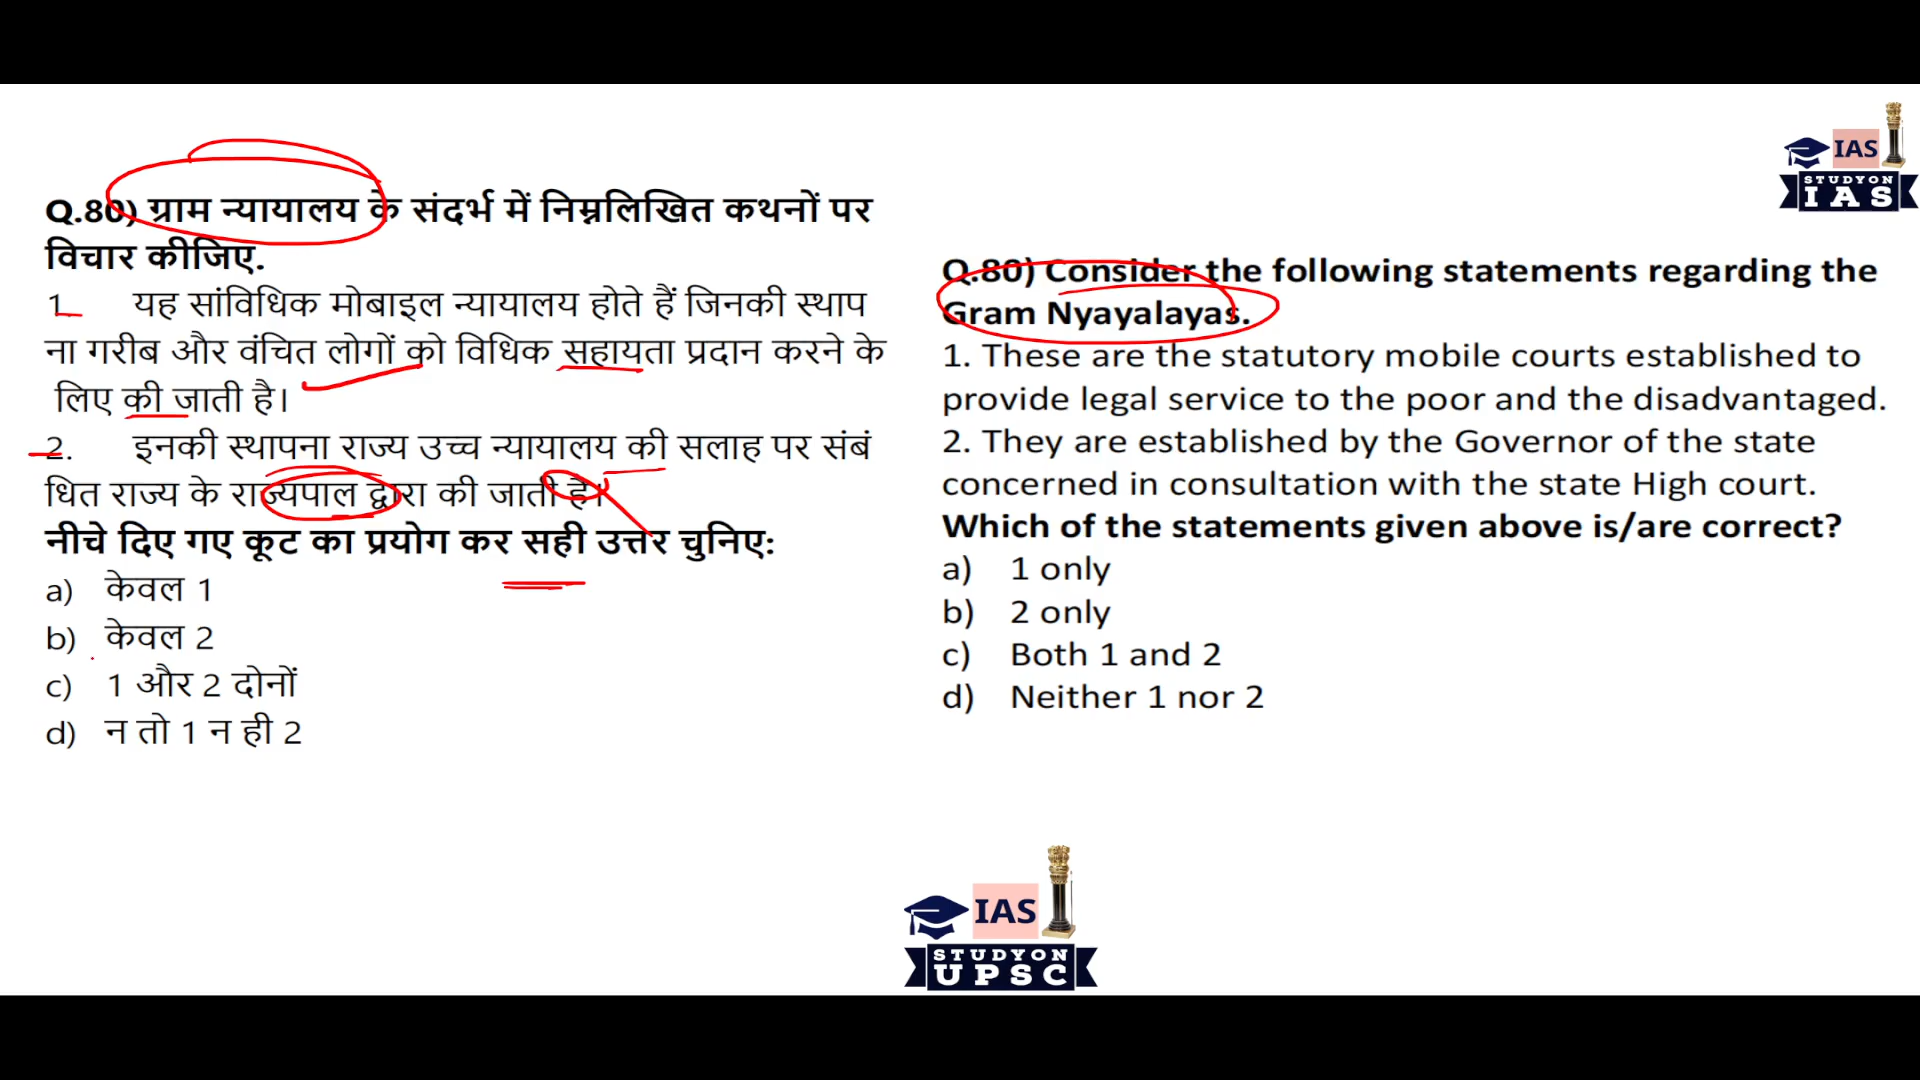 Q.80) ग्राम न्यायालय के संदर्भ में निम्नलिखित कथनों पर
विचार कीजिए.
1. यह सांविधिक मोबाइल न्यायालय होते हैं जिनकी स्थाप
ना गरीब और वंचित लोगों को विधिक सहायता प्रदान करने के
लिए की जाती है।
2. इनकी स्थापना राज्य उच्च न्यायालय की सलाह पर संबं
धित राज्य के राज्यपाल द्वारा की जाती है।
नीचे दिए गए कूट का प्रयोग कर सही उत्तर चुनिए:
a) केवल 1
b) केवल 2
c) 1 और 2 दोनों
d) न तो 1 न ही 2
IAS
STUDYON
IAS
Q.80) Consider the following statements regarding the
Gram Nyayalayas.
1. These are the statutory mobile courts established to
provide legal service to the poor and the disadvantaged.
2. They are established by the Governor of the state
concerned in consultation with the state High court.
Which of the statements given above is/are correct?
a) 1 only
b) 2 only
c) Both 1 and 2
d) Neither 1 nor 2
IAS
STUDYON
UPSC